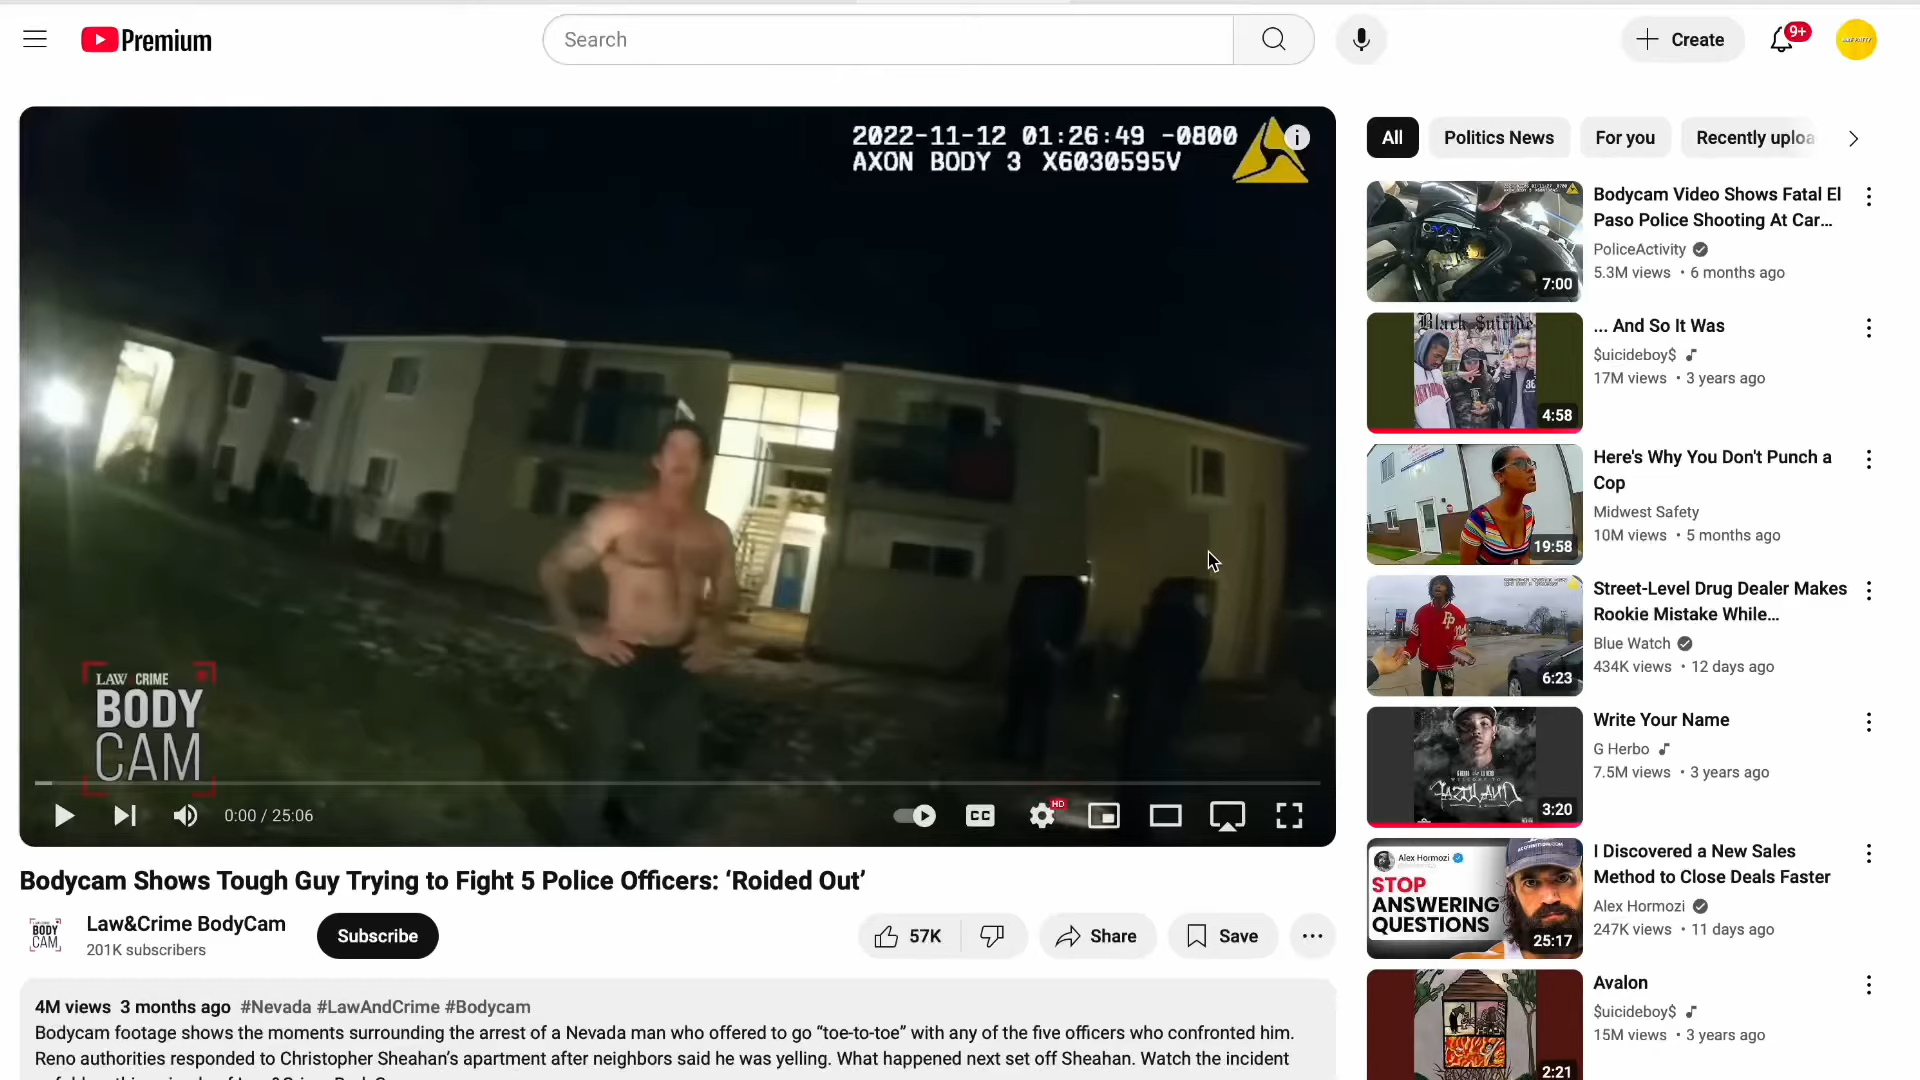 Premium
Search
Create
9+
2022-11-12 01:26:49 -0800
AXON BODY 3 X6030595V
LAW CRIME
BODY
CAM
0:00 / 25:06
CC
HD
Bodycam Shows Tough Guy Trying to Fight 5 Police Officers: ‘Roided Out’
BODY
CAM
Law&Crime BodyCam
201K subscribers
Subscribe
57K
Share
Save
4M views 3 months ago #Nevada #LawAndCrime #Bodycam
Bodycam footage shows the moments surrounding the arrest of a Nevada man who offered to go “toe-to-toe” with any of the five officers who confronted him.
Reno authorities responded to Christopher Sheahan’s apartment after neighbors said he was yelling. What happened next set off Sheahan. Watch the incident
All
Politics News
For you
Recently uploa
7:00
Bodycam Video Shows Fatal El
Paso Police Shooting At Car...
PoliceActivity
5.3M views • 6 months ago
Black Suicide
4:58
... And So It Was
$uicideboy$
17M views • 3 years ago
19:58
Here's Why You Don't Punch a
Cop
Midwest Safety
10M views • 5 months ago
6:23
Street-Level Drug Dealer Makes
Rookie Mistake While...
Blue Watch
434K views • 12 days ago
3:20
Write Your Name
G Herbo
7.5M views • 3 years ago
Alex Hormozi
STOP
ANSWERING
QUESTIONS
25:17
I Discovered a New Sales
Method to Close Deals Faster
Alex Hormozi
247K views • 11 days ago
2:21
Avalon
$uicideboy$
15M views • 3 years ago